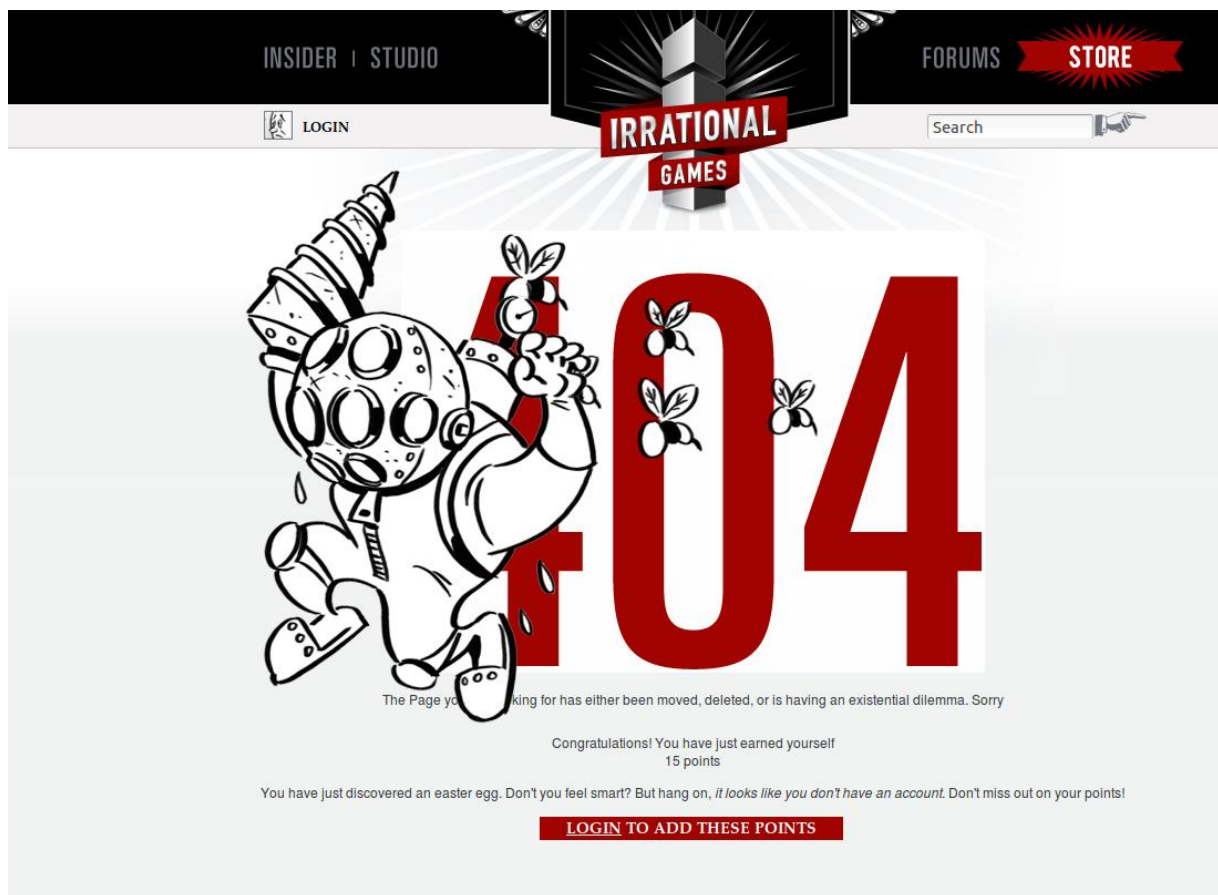 INSIDER | STUDIO
FORUMS
STORE
LOGIN
IRRATIONAL
GAMES
Search
404
The Page yo king for has either been moved, deleted, or is having an existential dilemma. Sorry
Congratulations! You have just earned yourself
15 points
You have just discovered an easter egg. Don't you feel smart? But hang on, it looks like you don't have an account. Don't miss out on your points!
LOGIN TO ADD THESE POINTS